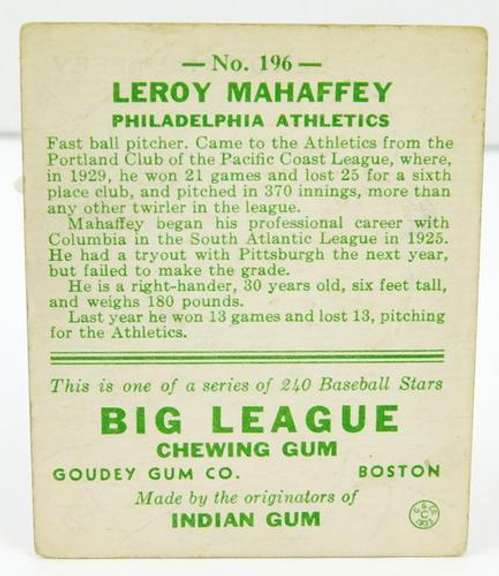 — No. 196 —
LEROY MAHAFFEY
PHILADELPHIA ATHLETICS
Fast ball pitcher. Came to the Athletics from the
Portland Club of the Pacific Coast League, where,
in 1929, he won 21 games and lost 25 for a sixth
place club, and pitched in 370 innings, more than
any other twirler in the league.
Mahaffey began his professional career with
Columbia in the South Atlantic League in 1925.
He had a tryout with Pittsburgh the next year,
but failed to make the grade.
He is a right-hander, 30 years old, six feet tall,
and weighs 180 pounds.
Last year he won 13 games and lost 13, pitching
for the Athletics.
This is one of a series of 240 Baseball Stars
BIG LEAGUE
CHEWING GUM
GOUDEY GUM CO. BOSTON
Made by the originators of
INDIAN GUM